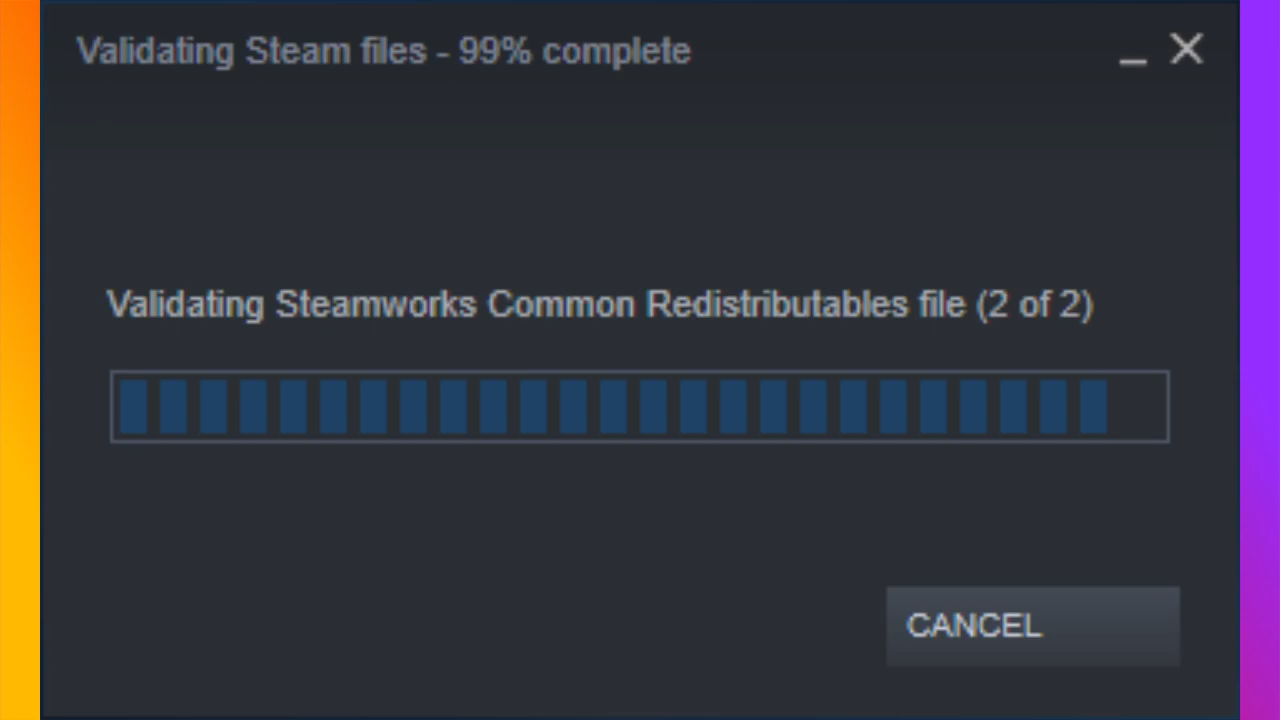 Validating Steam files - 99% complete
Validating Steamworks Common Redistributables file (2 of 2)
CANCEL